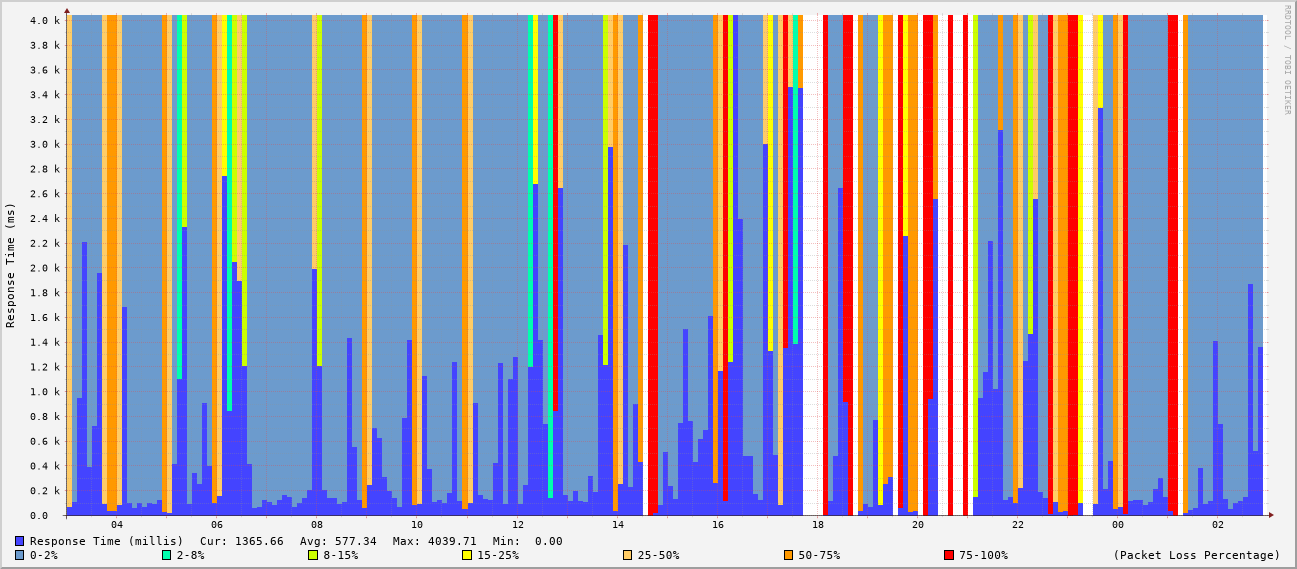 RRDTOOL / TOBI OETIKER
Response Time (ms)
4.0 k
3.8 k
3.6 k
3.4 k
3.2 k
3.0 k
2.8 k
2.6 k
2.4 k
2.2 k
2.0 k
1.8 k
1.6 k
1.4 k
1.2 k
1.0 k
0.8 k
0.6 k
0.4 k
0.2 k
0.0
04 06 08 10 12 14 16 18 20 22 00 02
Response Time (millis) Cur: 1365.66 Avg: 577.34 Max: 4039.71 Min: 0.00
0-2% 2-8% 8-15% 15-25% 25-50% 50-75% 75-100% (Packet Loss Percentage)